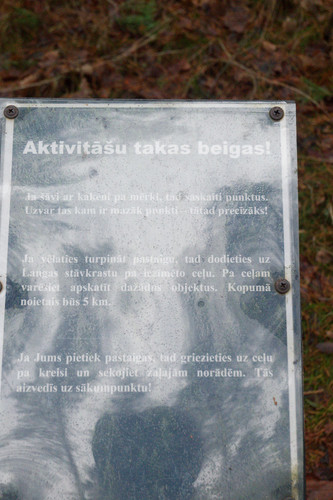 Aktivitāšu takas beigas!
Ja šāvi ar kaķeni pa mērķi, tad saskaiti punktus.
Uzvar tas kam ir mazāk punkti – tātad precīzāks!
Ja vēlaties turpināt pastaigu, tad dodieties uz
Langas stāvkrastu pa iezīmēto ceļu. Pa ceļam
varēsiet apskatīt dažādus objektus. Kopumā
noietais būs 5 km.
Ja Jums pietiek pastaigas, tad griezieties uz ceļu
pa kreisi un sekojiet zaļajām norādēm. Tās
aizvedīs uz sākumpunktu!